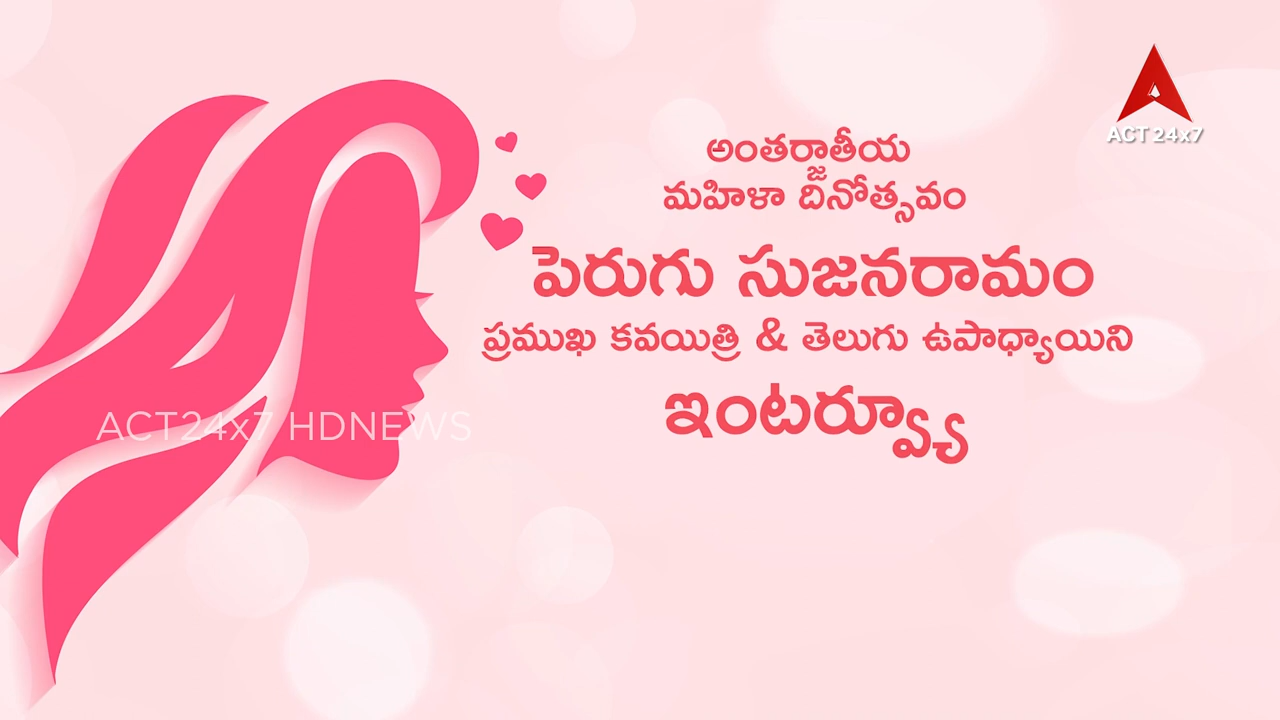 ACT 24x7
అంతర్జాతీయ
మహిళా దినోత్సవం
పెరుగు సుజనరామం
ప్రముఖ కవయిత్రి & తెలుగు ఉపాధ్యాయిని
ఇంటర్వ్యూ
ACT24x7 HDNEWS